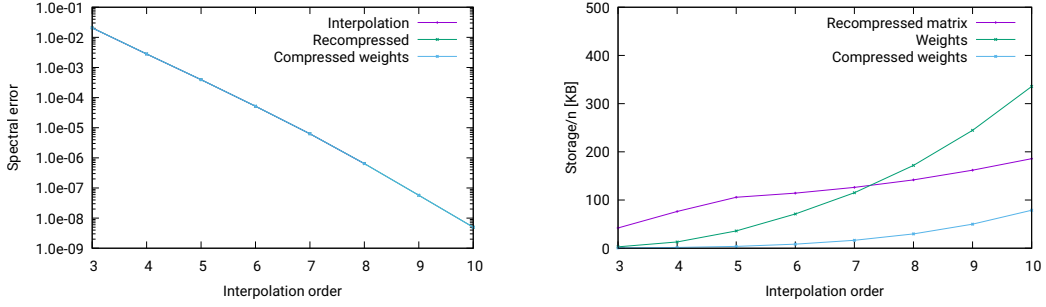 1.0e-01
1.0e-02
1.0e-03
1.0e-04
1.0e-05
1.0e-06
1.0e-07
1.0e-08
1.0e-09
Spectral error
Interpolation
Recompressed
Compressed weights
3 4 5 6 7 8 9 10
Interpolation order
500
400
300
200
100
0
Storage/n [KB]
Recompressed matrix
Weights
Compressed weights
3 4 5 6 7 8 9 10
Interpolation order